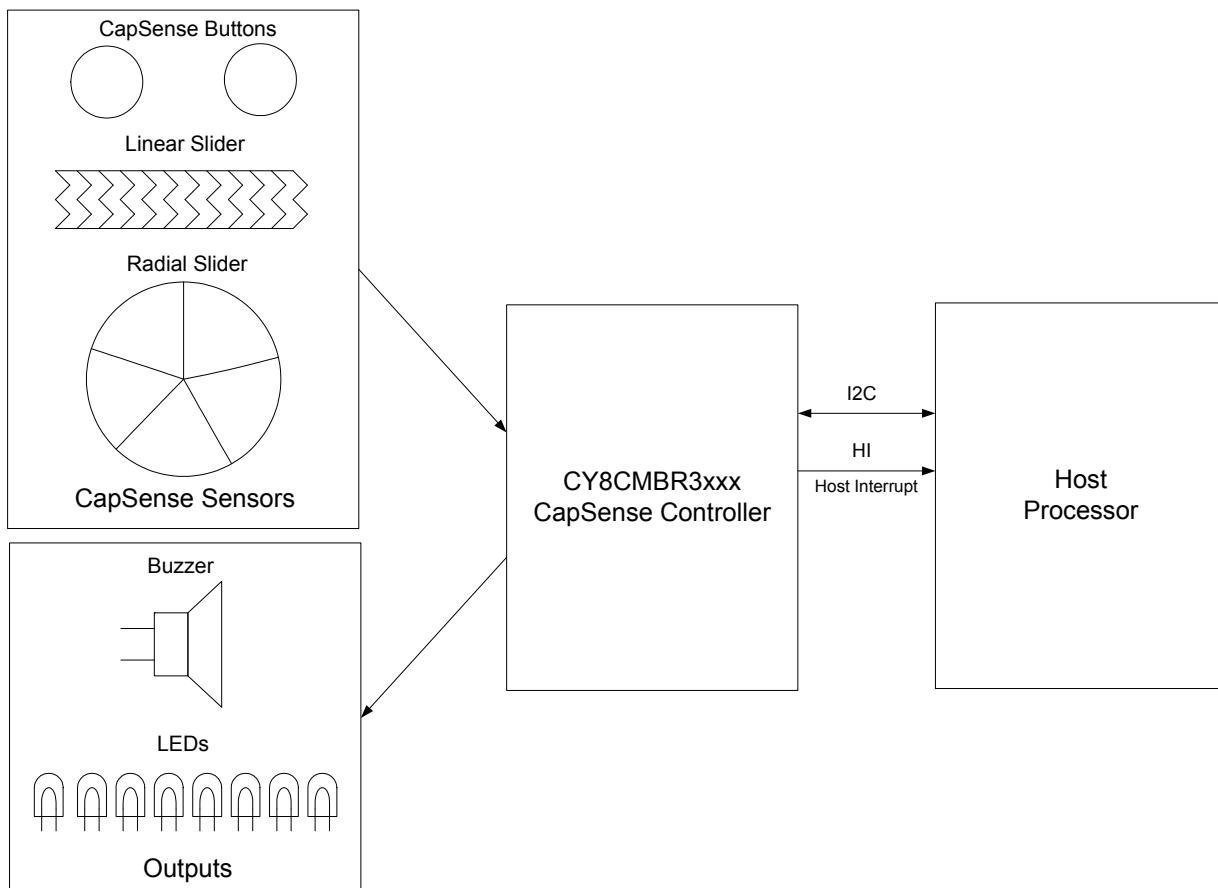 CapSense Buttons
Linear Slider
Radial Slider
CapSense Sensors
Buzzer
LEDs
Outputs
CY8CMBR3xxx
CapSense Controller
I2C
HI
Host Interrupt
Host
Processor